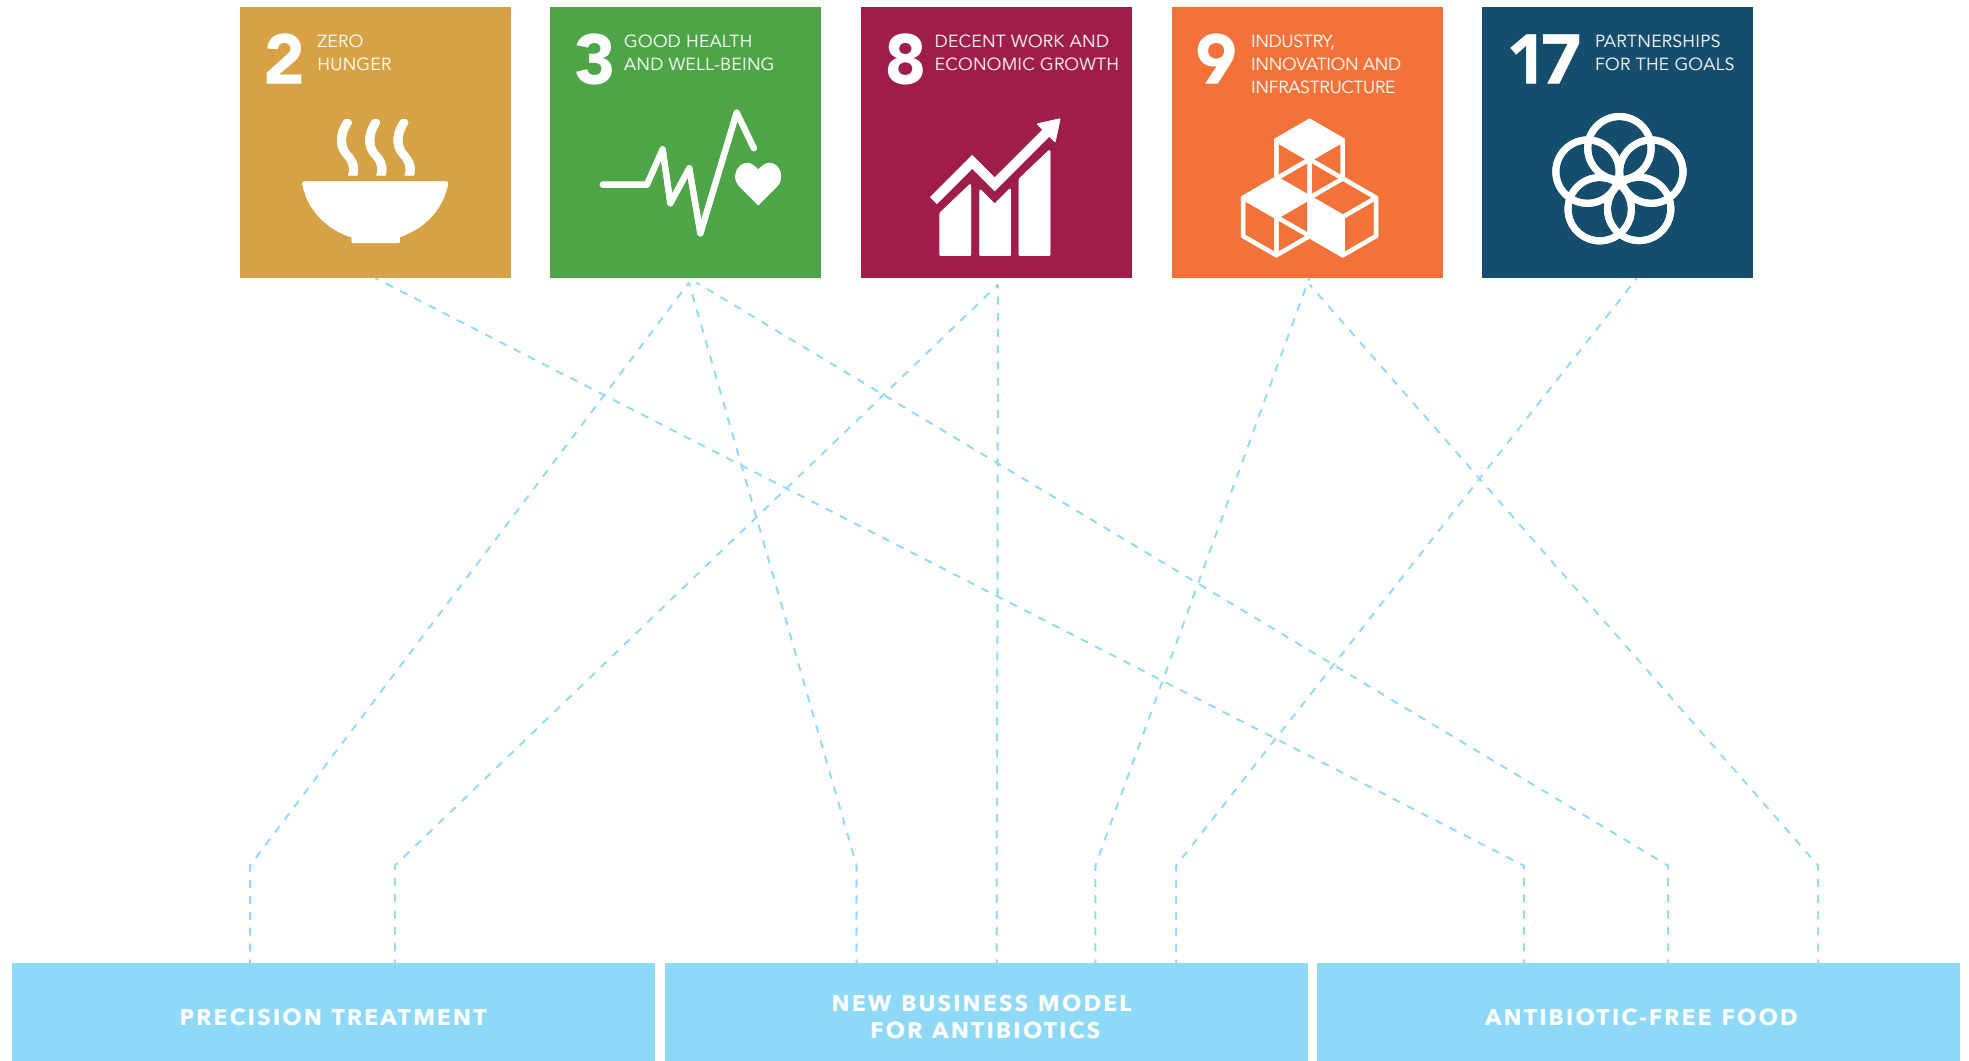 2 ZERO
HUNGER
3 GOOD HEALTH
AND WELL-BEING
8 DECENT WORK AND
ECONOMIC GROWTH
9 INDUSTRY,
INNOVATION AND
INFRASTRUCTURE
17 PARTNERSHIPS
FOR THE GOALS
PRECISION TREATMENT
NEW BUSINESS MODEL
FOR ANTIBIOTICS
ANTIBIOTIC-FREE FOOD